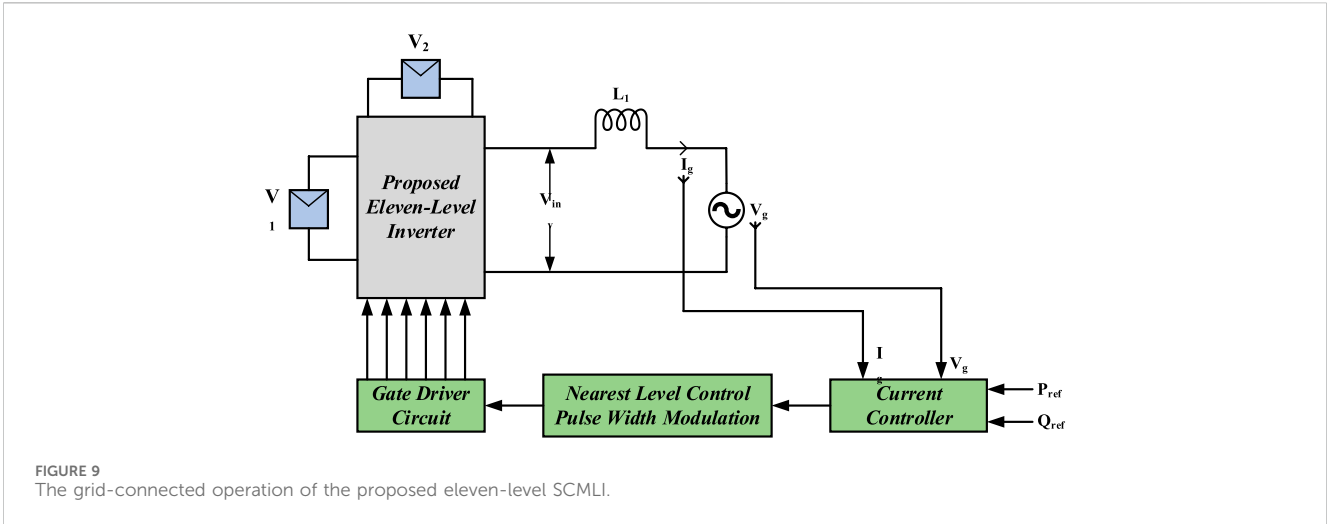 V2
V
1
Proposed
Eleven-Level
Inverter
L1
Ig
Vin
v
Vg
I
g
Vg
Pref
Qref
Gate Driver
Circuit
Nearest Level Control
Pulse Width Modulation
Current
Controller
FIGURE 9
The grid-connected operation of the proposed eleven-level SCMLI.